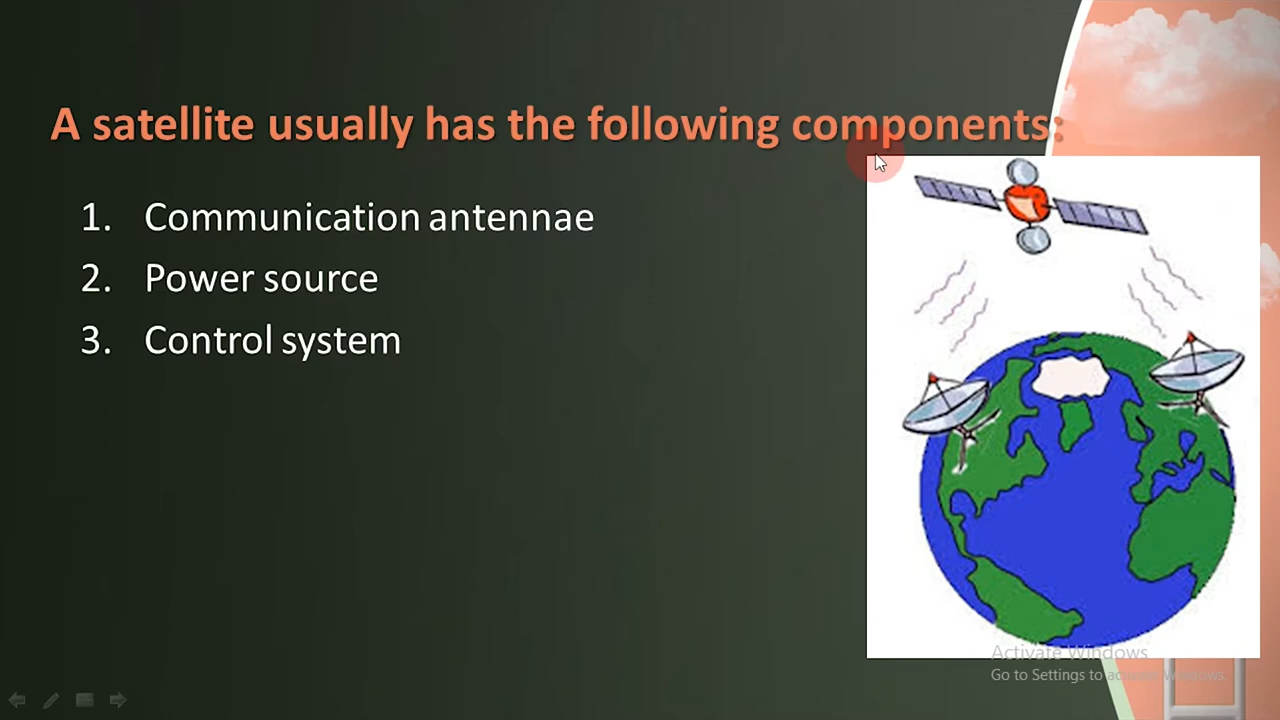 A satellite usually has the following components:
1. Communication antennae
2. Power source
3. Control system
Activate Windows
Go to Settings to activate Windows.